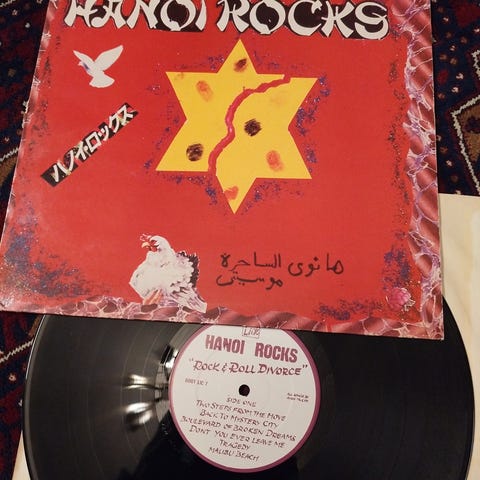 HANOI ROCKS
ハノイ・ロックス
هانوى الساحرة
موسيقى
HANOI ROCKS
"ROCK & ROLL DIVORCE"
SIDE ONE
TWO STEPS FROM THE MOVE
BACK TO MYSTERY CITY
BOULEVARD OF BROKEN DREAMS
DONT YOU EVER LEAVE ME
TRAGEDY
MALIBU BEACH